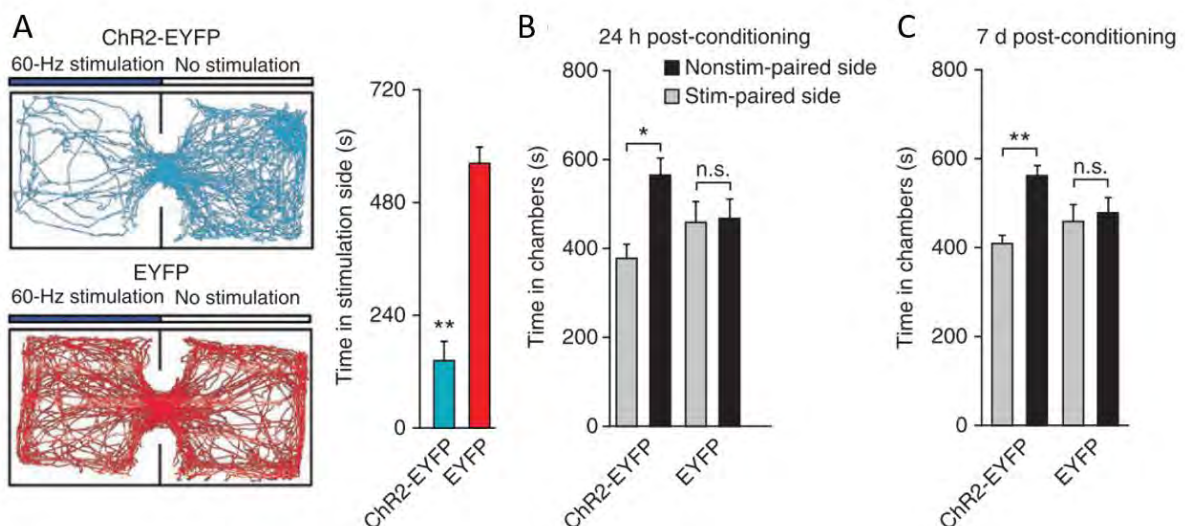 A
ChR2-EYFP
60-Hz stimulation No stimulation
EYFP
60-Hz stimulation No stimulation
Time in stimulation side (s)
720
480
240
0
**
ChR2-EYFP
EYFP
B
24 h post-conditioning
Nonstim-paired side
Stim-paired side
Time in chambers (s)
800
600
400
200
0
*
n.s.
ChR2-EYFP
EYFP
C
7 d post-conditioning
Time in chambers (s)
800
600
400
200
0
**
n.s.
ChR2-EYFP
EYFP